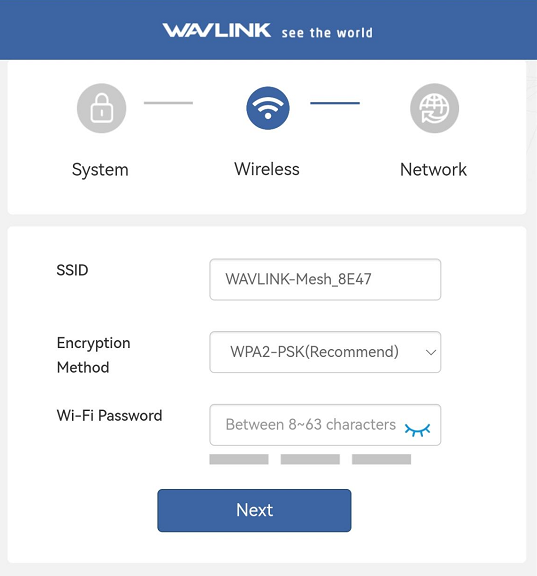 WAVLINK see the world
System
Wireless
Network
SSID
WAVLINK-Mesh_8E47
Encryption
Method
WPA2-PSK(Recommend)
Wi-Fi Password
Between 8~63 characters
Next